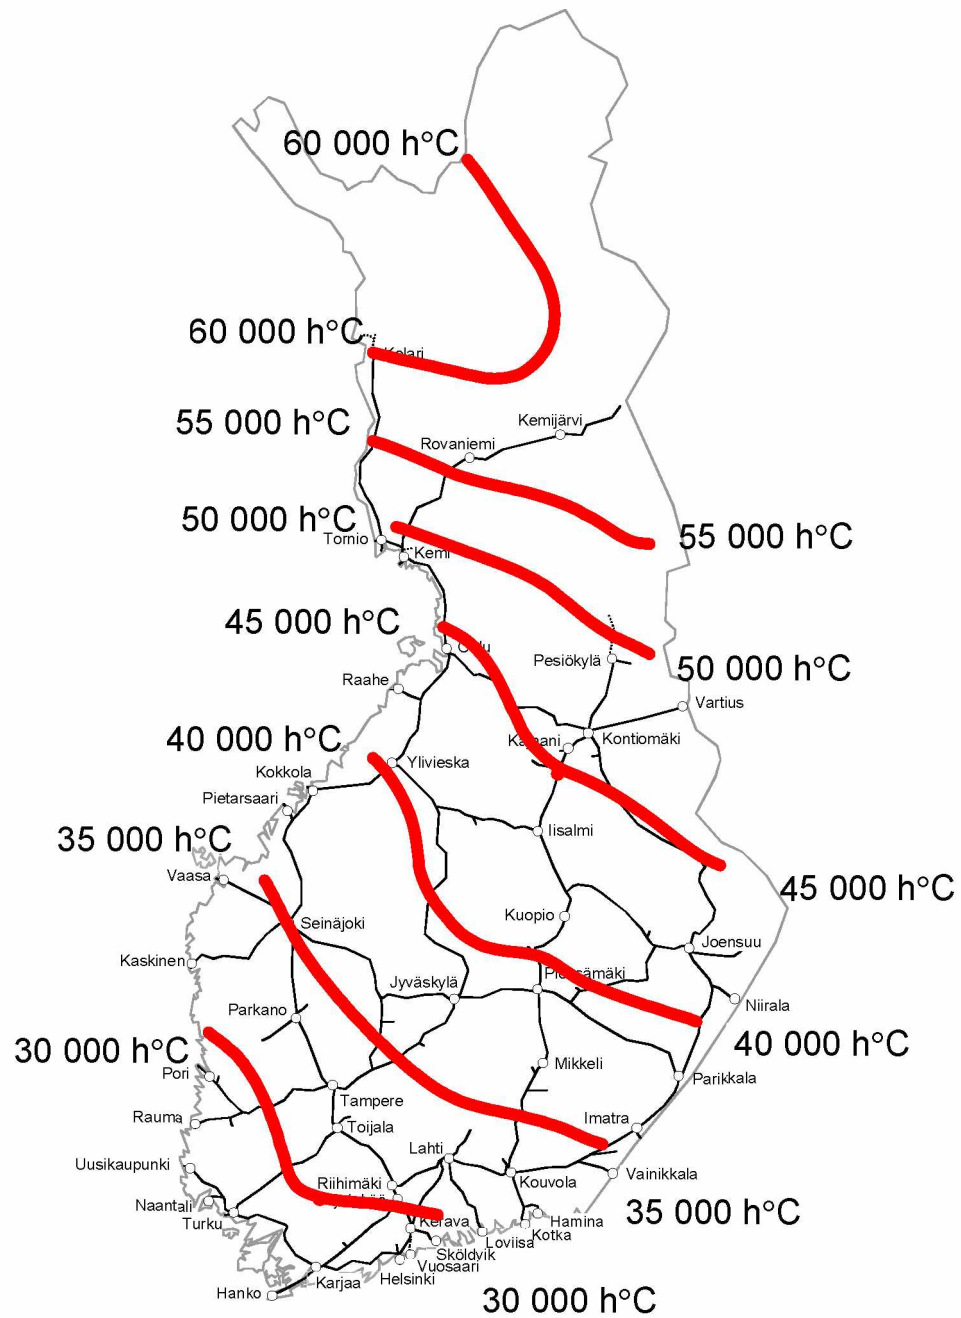 60 000 h°C
60 000 h°C
Kolari
55 000 h°C
Kemijärvi
Rovaniemi
50 000 h°C
55 000 h°C
Tornio
Kemi
45 000 h°C
Pesiökylä
50 000 h°C
Raahe
Vartius
40 000 h°C
Kontiomäki
Ylivieska
Kokkola
Pietarsaari
Iisalmi
35 000 h°C
Vaasa
45 000 h°C
Kuopio
Seinäjoki
Joensuu
Kaskinen
Jyväskylä
Niirala
Parkano
40 000 h°C
30 000 h°C
Mikkeli
Pori
Parikkala
Tampere
Rauma
Imatra
Toijala
Lahti
Uusikaupunki
Vainikkala
Riihimäki
Kouvola
Naantali
35 000 h°C
Turku
Kerava
Hamina
Kotka
Loviisa
Sköldvik
Vuosaari
Helsinki
Karjaa
Hanko
30 000 h°C